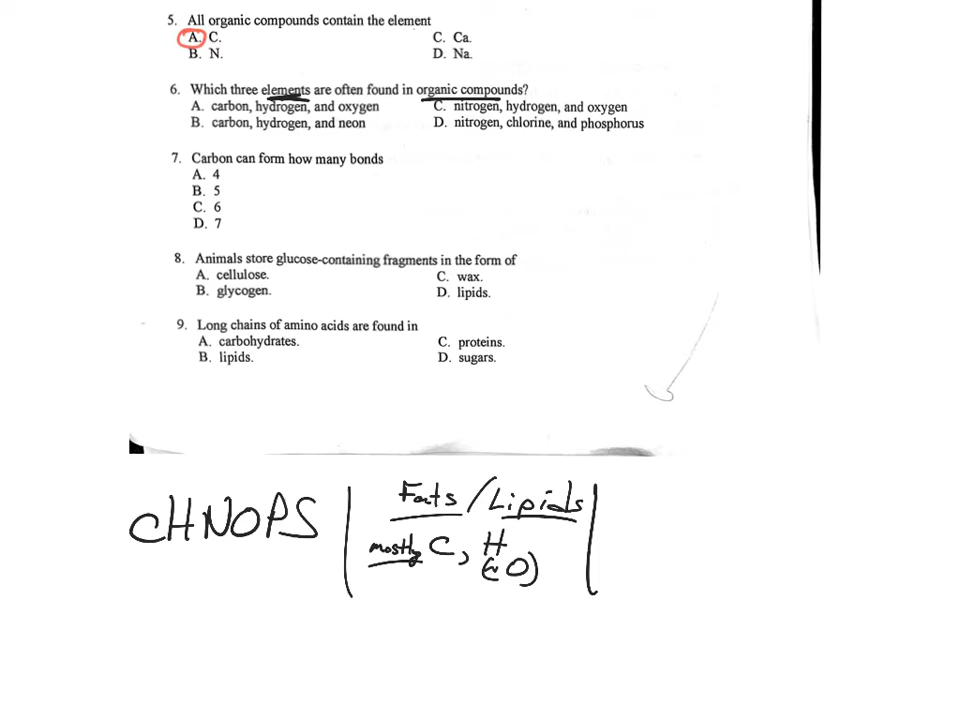 5. All organic compounds contain the element
A. C. C. Ca.
B. N. D. Na.
6. Which three elements are often found in organic compounds?
A. carbon, hydrogen, and oxygen C. nitrogen, hydrogen, and oxygen
B. carbon, hydrogen, and neon D. nitrogen, chlorine, and phosphorus
7. Carbon can form how many bonds
A. 4
B. 5
C. 6
D. 7
8. Animals store glucose-containing fragments in the form of
A. cellulose. C. wax.
B. glycogen. D. lipids.
9. Long chains of amino acids are found in
A. carbohydrates. C. proteins.
B. lipids. D. sugars.
CHNOPS
Fats / Lipids
mostly C, H
(~O)